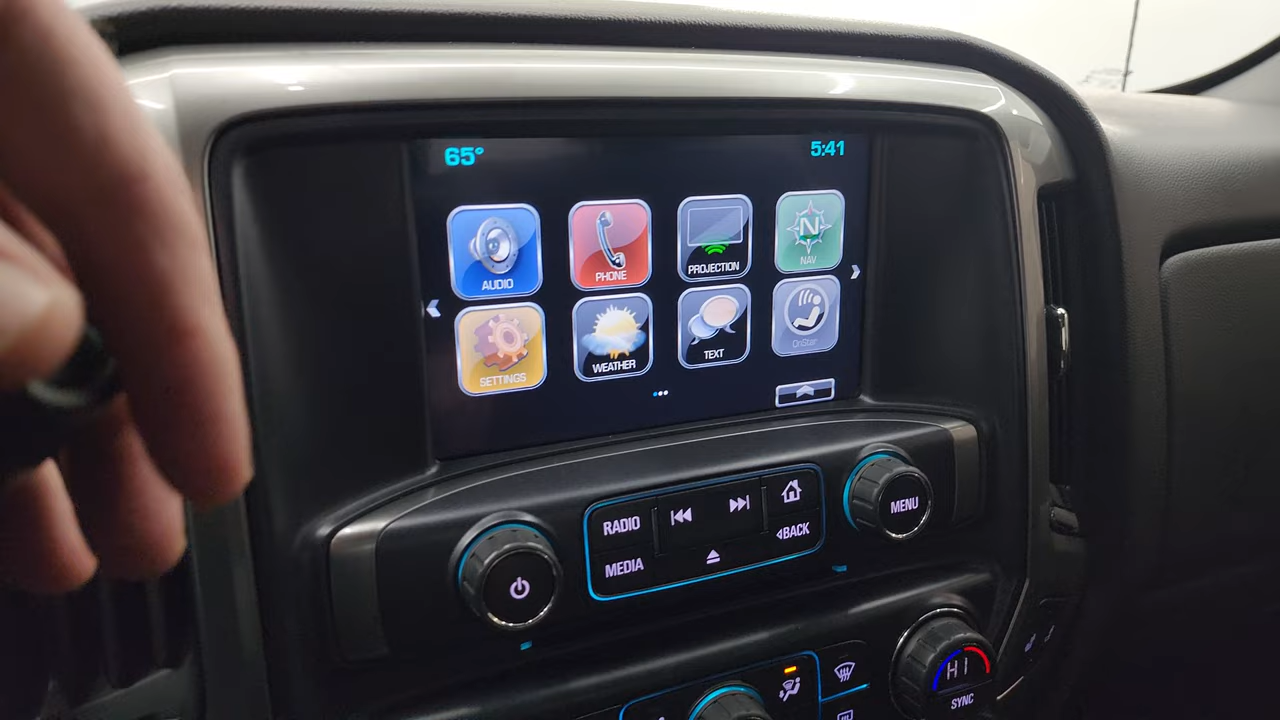 65° 5:41
AUDIO PHONE PROJECTION N NAV
SETTINGS WEATHER TEXT OnStar
RADIO
MEDIA
BACK
MENU
HI
SYNC